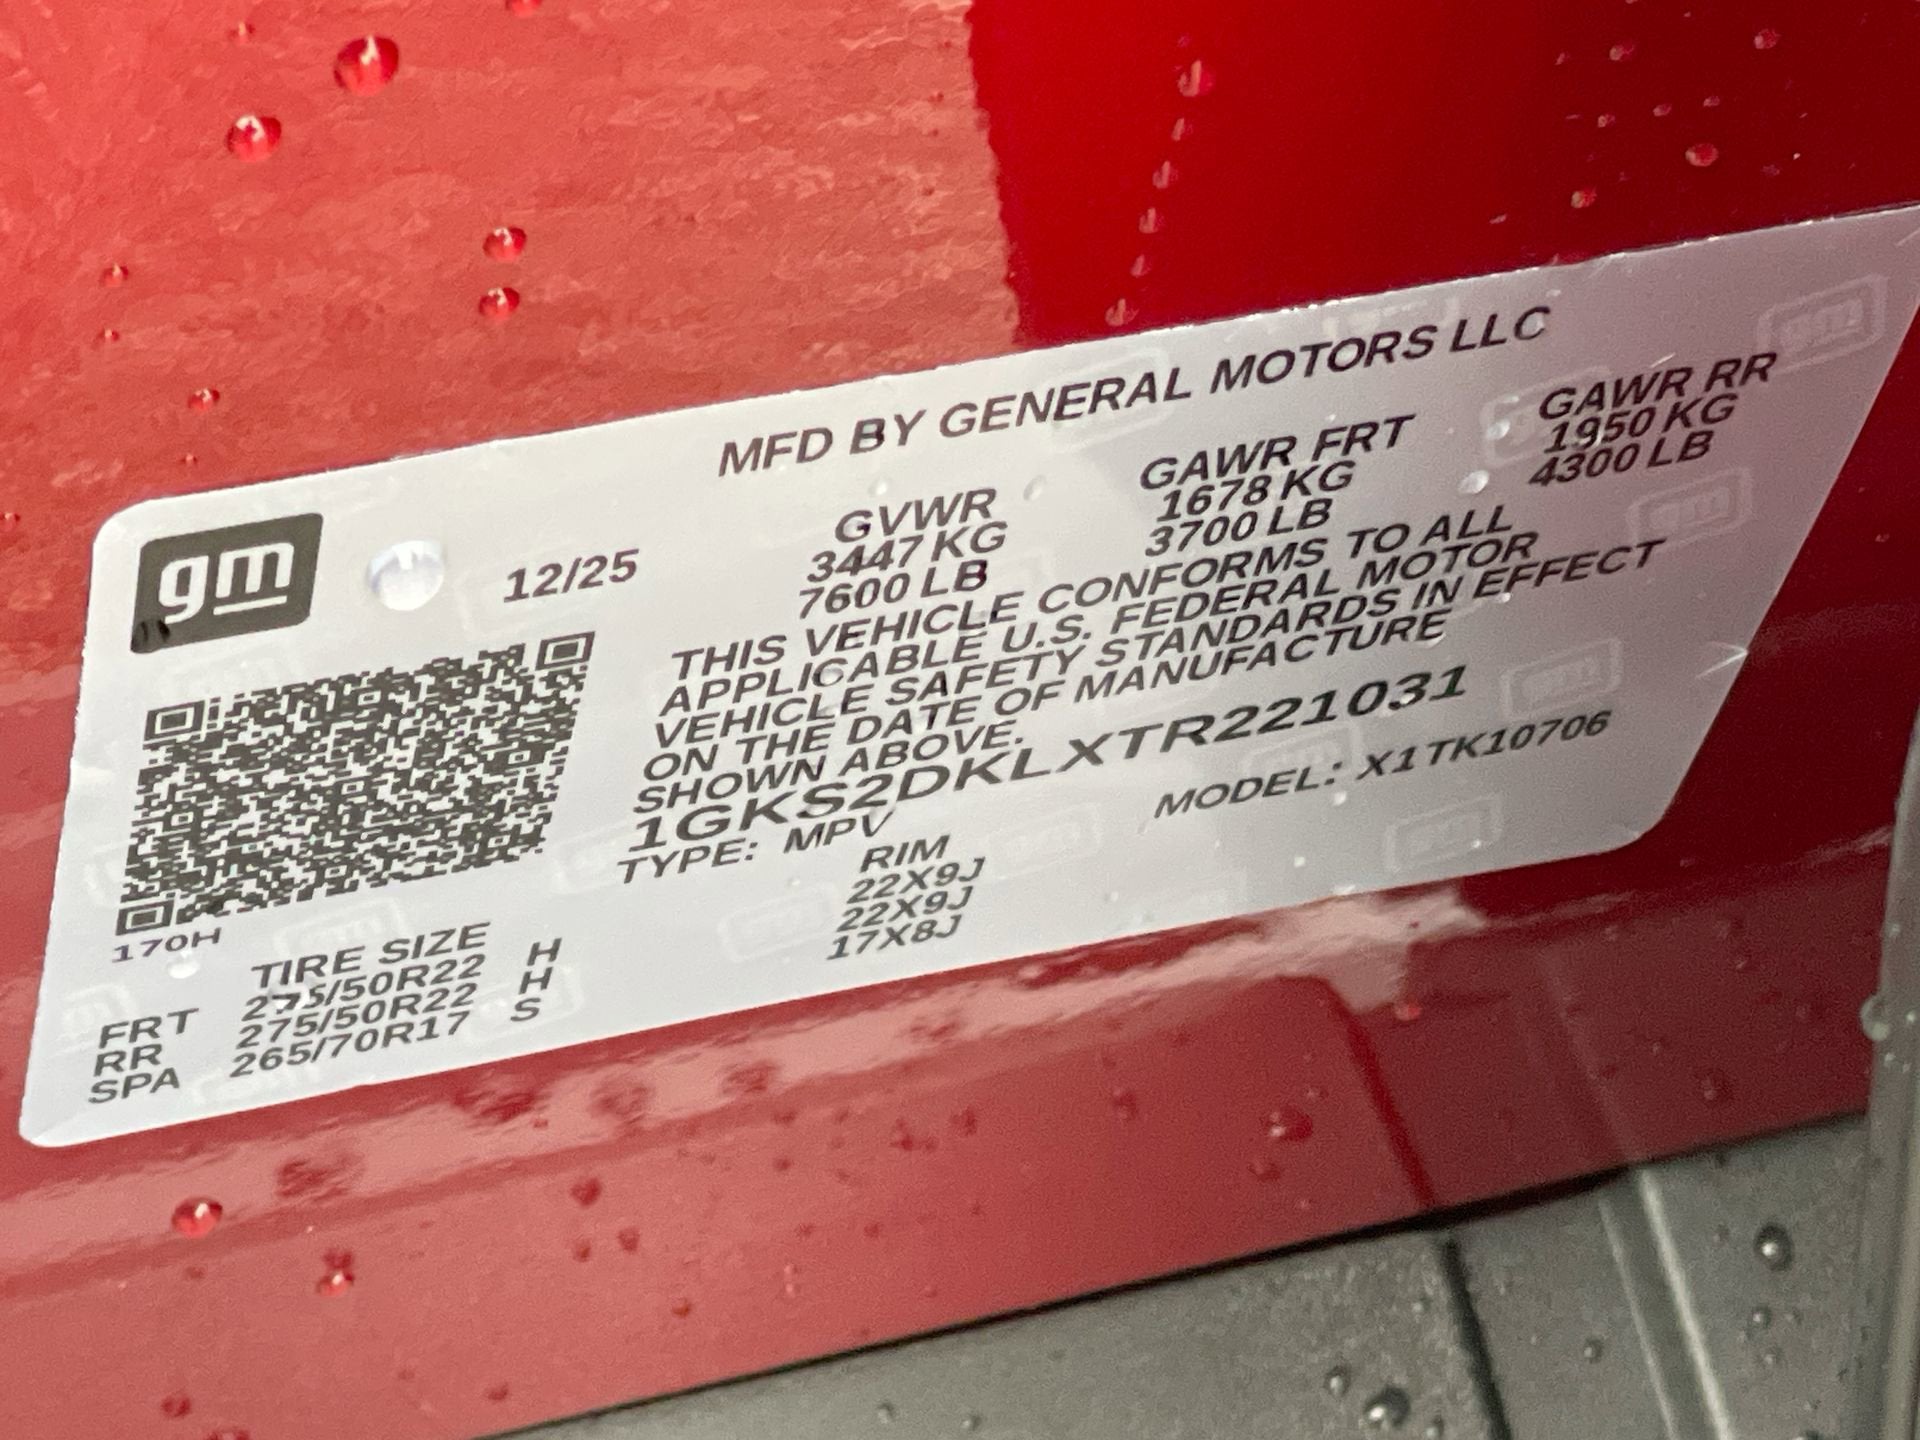 MFD BY GENERAL MOTORS LLC
gm
12/25
GVWR GAWR FRT GAWR RR
3447 KG 1678 KG 1950 KG
7600 LB 3700 LB 4300 LB
THIS VEHICLE CONFORMS TO ALL
APPLICABLE U.S. FEDERAL MOTOR
VEHICLE SAFETY STANDARDS IN EFFECT
ON THE DATE OF MANUFACTURE
SHOWN ABOVE.
1GKS2DKLXTR221031
TYPE: MPV MODEL: X1TK10706
170H
TIRE SIZE RIM
FRT 275/50R22 H 22X9J
RR 275/50R22 H 22X9J
SPA 265/70R17 S 17X8J